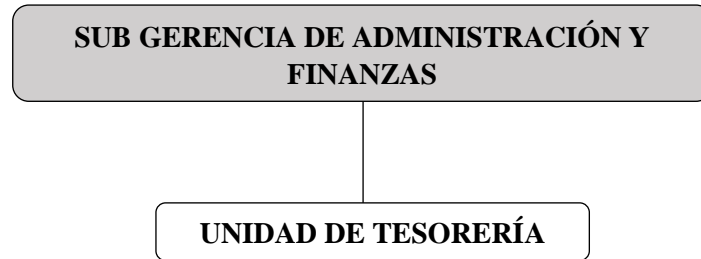 SUB GERENCIA DE ADMINISTRACIÓN Y
FINANZAS
UNIDAD DE TESORERÍA